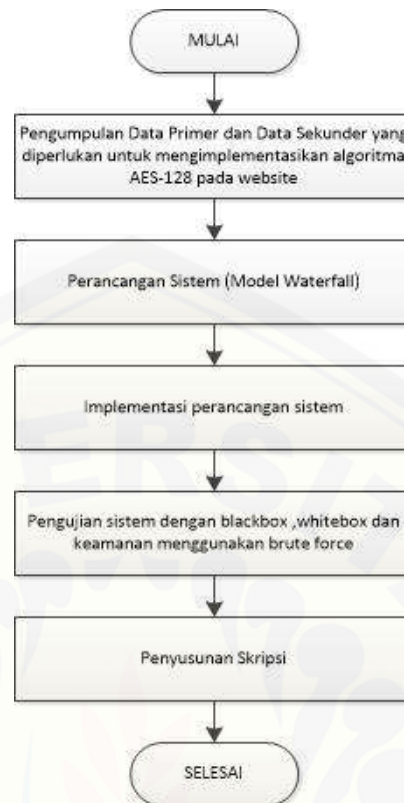 MULAI
Pengumpulan Data Primer dan Data Sekunder yang
diperlukan untuk mengimplementasikan algoritma
AES-128 pada website
Perancangan Sistem (Model Waterfall)
Implementasi perancangan sistem
Pengujian sistem dengan blackbox ,whitebox dan
keamanan menggunakan brute force
Penyusunan Skripsi
SELESAI